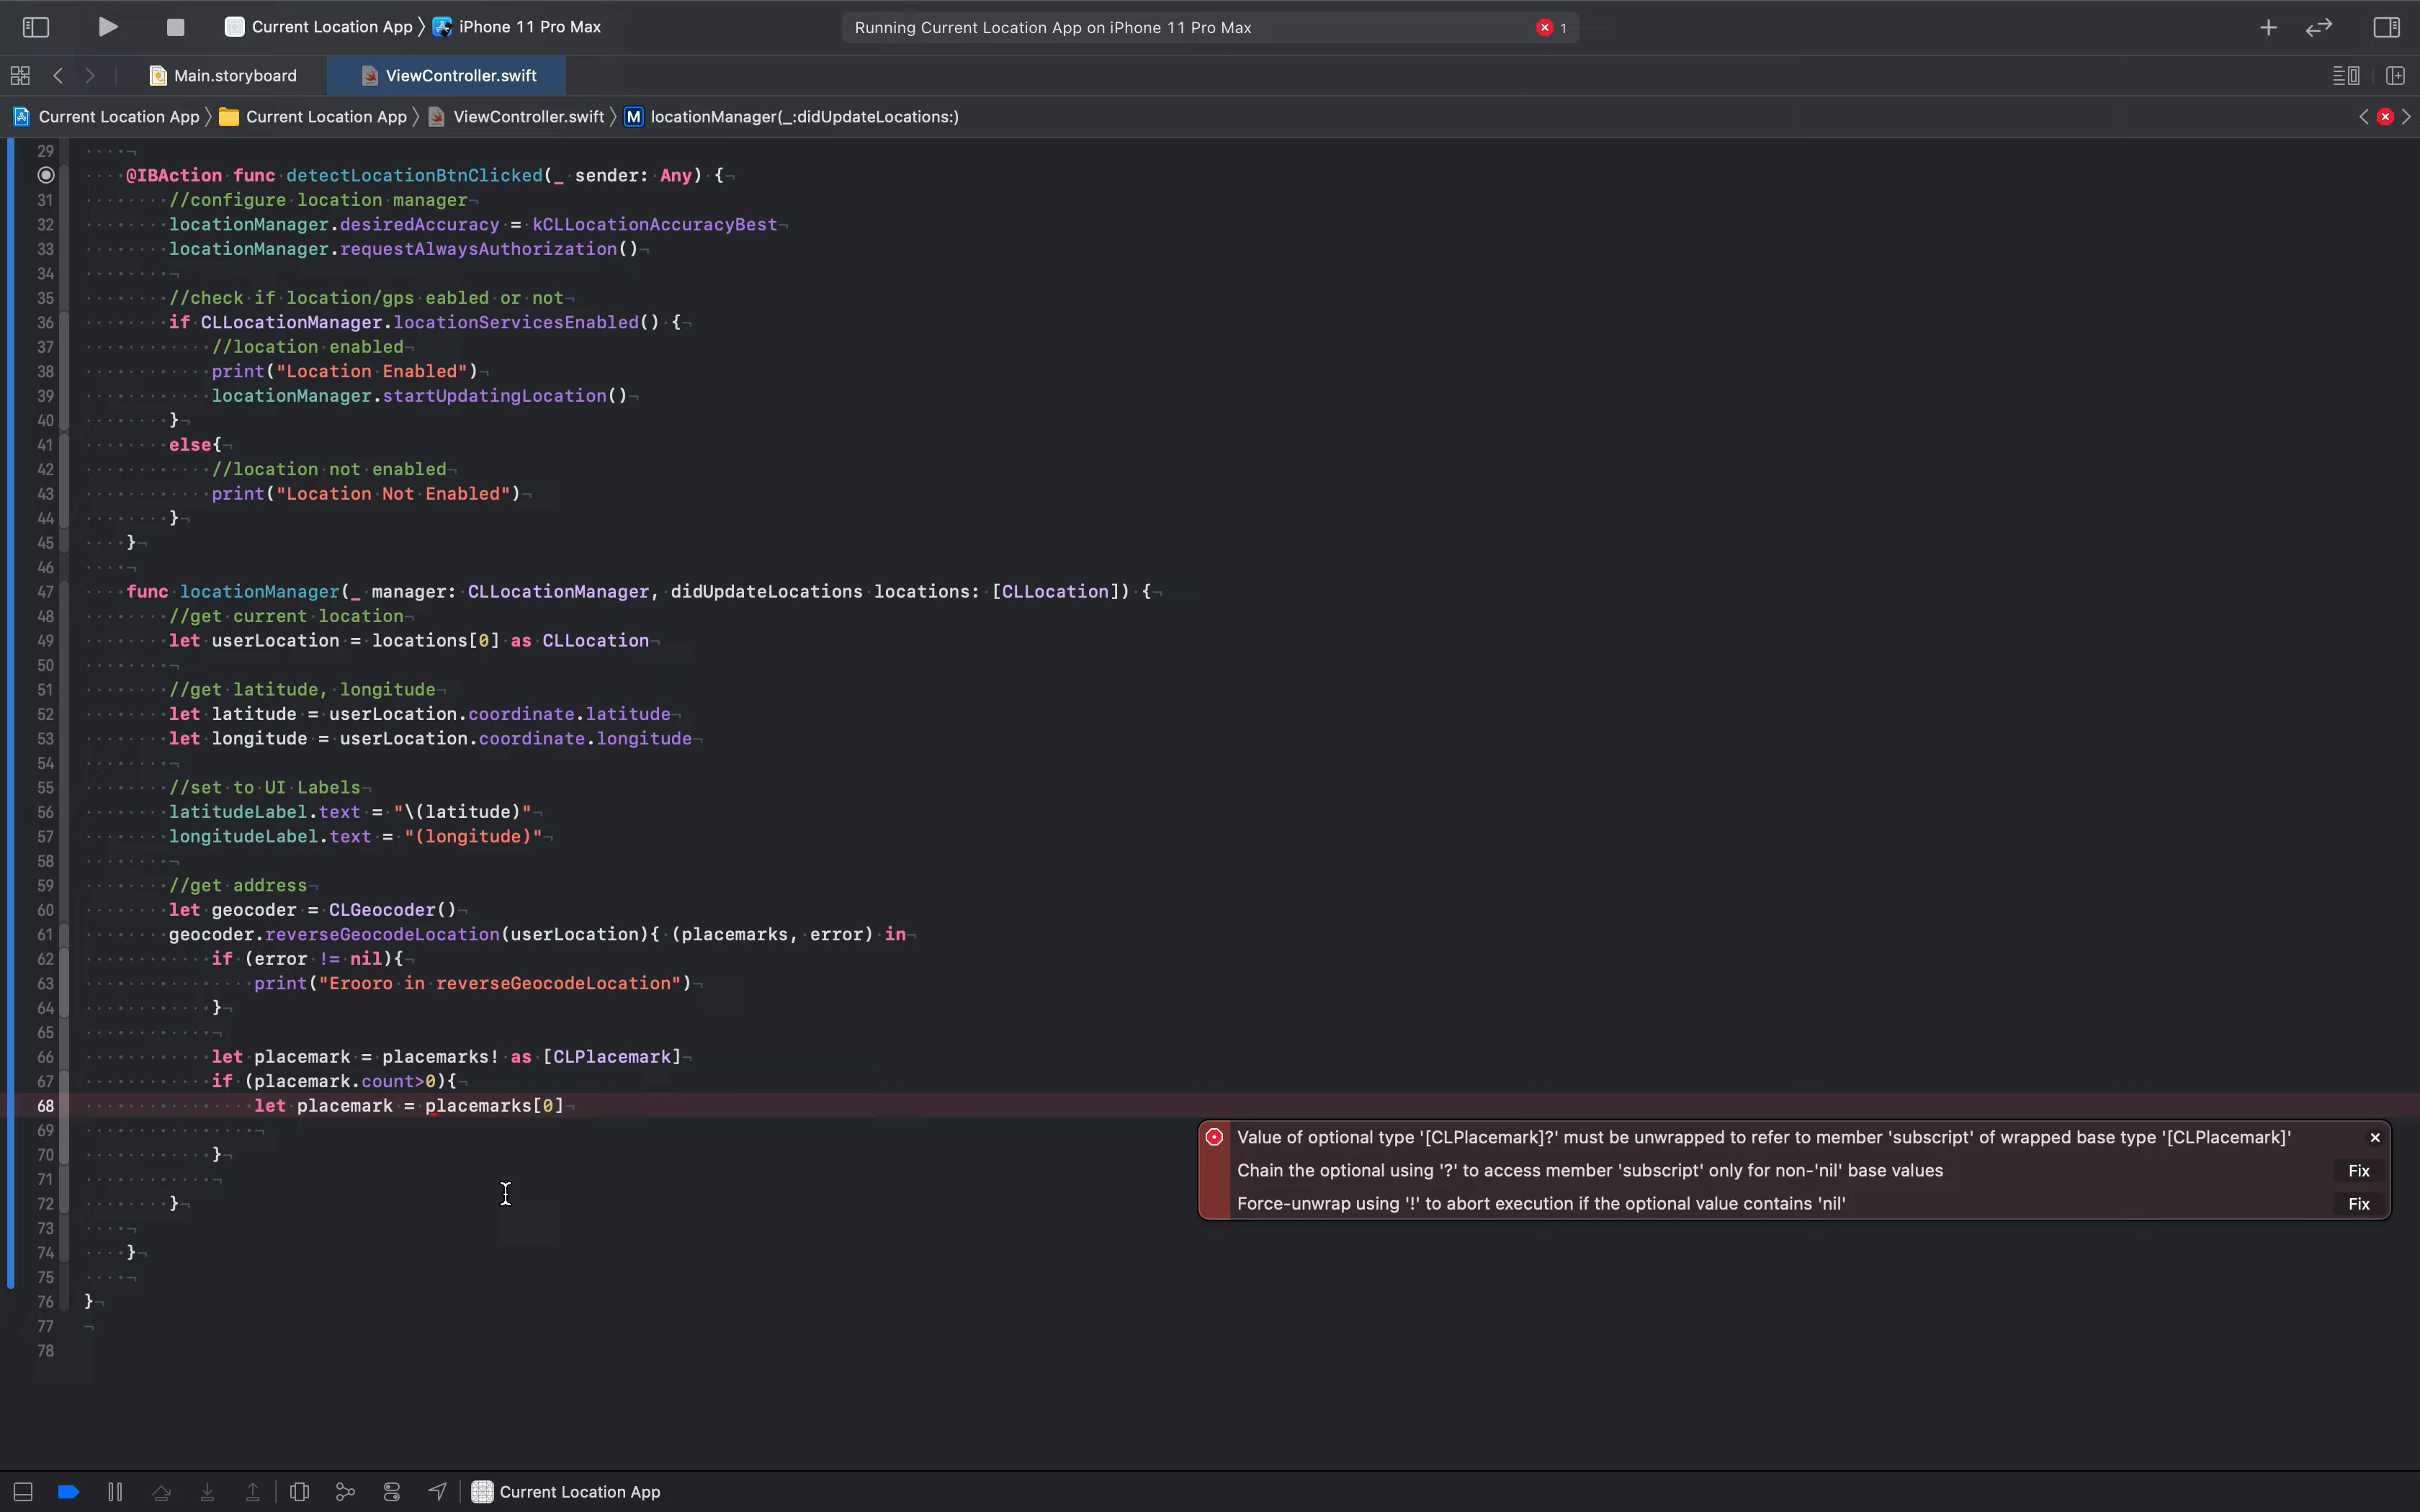 Current Location App 〉 iPhone 11 Pro Max
Running Current Location App on iPhone 11 Pro Max 1
Main.storyboard ViewController.swift
Current Location App 〉 Current Location App 〉 ViewController.swift 〉 M locationManager(_:didUpdateLocations:)
29
@IBAction func detectLocationBtnClicked(_ sender: Any) {
31 //configure location manager
32 locationManager.desiredAccuracy = kCLLocationAccuracyBest
33 locationManager.requestAlwaysAuthorization()
34
35 //check if location/gps eabled or not
36 if CLLocationManager.locationServicesEnabled() {
37 //location enabled
38 print("Location Enabled")
39 locationManager.startUpdatingLocation()
40 }
41 else{
42 //location not enabled
43 print("Location Not Enabled")
44 }
45 }
46
47 func locationManager(_ manager: CLLocationManager, didUpdateLocations locations: [CLLocation]) {
48 //get current location
49 let userLocation = locations[0] as CLLocation
50
51 //get latitude, longitude
52 let latitude = userLocation.coordinate.latitude
53 let longitude = userLocation.coordinate.longitude
54
55 //set to UI Labels
56 latitudeLabel.text = "\(latitude)"
57 longitudeLabel.text = "(longitude)"
58
59 //get address
60 let geocoder = CLGeocoder()
61 geocoder.reverseGeocodeLocation(userLocation){ (placemarks, error) in
62 if (error != nil){
63 print("Erooro in reverseGeocodeLocation")
64 }
65
66 let placemark = placemarks! as [CLPlacemark]
67 if (placemark.count>0){
68 let placemark = placemarks[0]
69
Value of optional type '[CLPlacemark]?' must be unwrapped to refer to member 'subscript' of wrapped base type '[CLPlacemark]'
70 }
Chain the optional using '?' to access member 'subscript' only for non-'nil' base values Fix
71
72 }
Force-unwrap using '!' to abort execution if the optional value contains 'nil' Fix
73
74 }
75
76 }
77
78
Current Location App